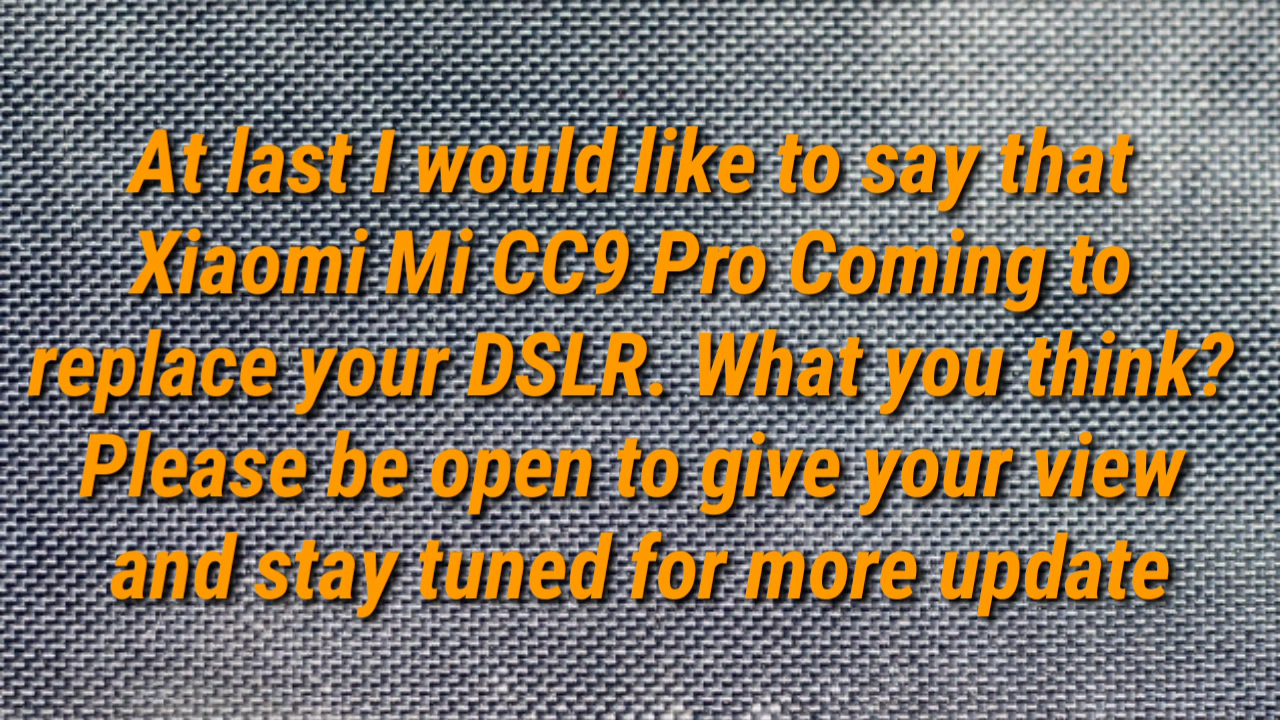 At last I would like to say that
Xiaomi Mi CC9 Pro Coming to
replace your DSLR. What you think?
Please be open to give your view
and stay tuned for more update